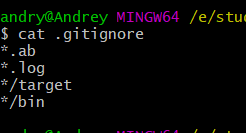 andry@Andrey MINGW64 /e/stu
$ cat .gitignore
*.ab
*.log
*/target
*/bin